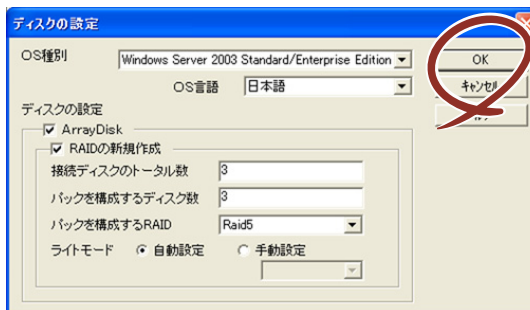 ディスクの設定
OS種別 Windows Server 2003 Standard/Enterprise Edition OK
OS言語 日本語 キャンセル
ディスクの設定
ArrayDisk
RAIDの新規作成
接続ディスクのトータル数 3
パックを構成するディスク数 3
パックを構成するRAID Raid5
ライトモード 自動設定 手動設定